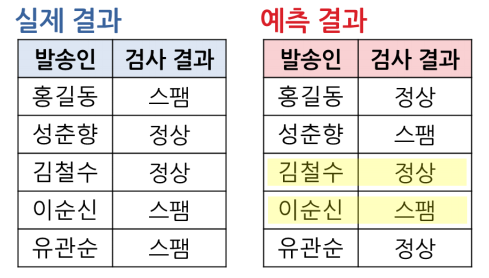 실제 결과
발송인 검사 결과
홍길동 스팸
성춘향 정상
김철수 정상
이순신 스팸
유관순 스팸
예측 결과
발송인 검사 결과
홍길동 정상
성춘향 스팸
김철수 정상
이순신 스팸
유관순 정상